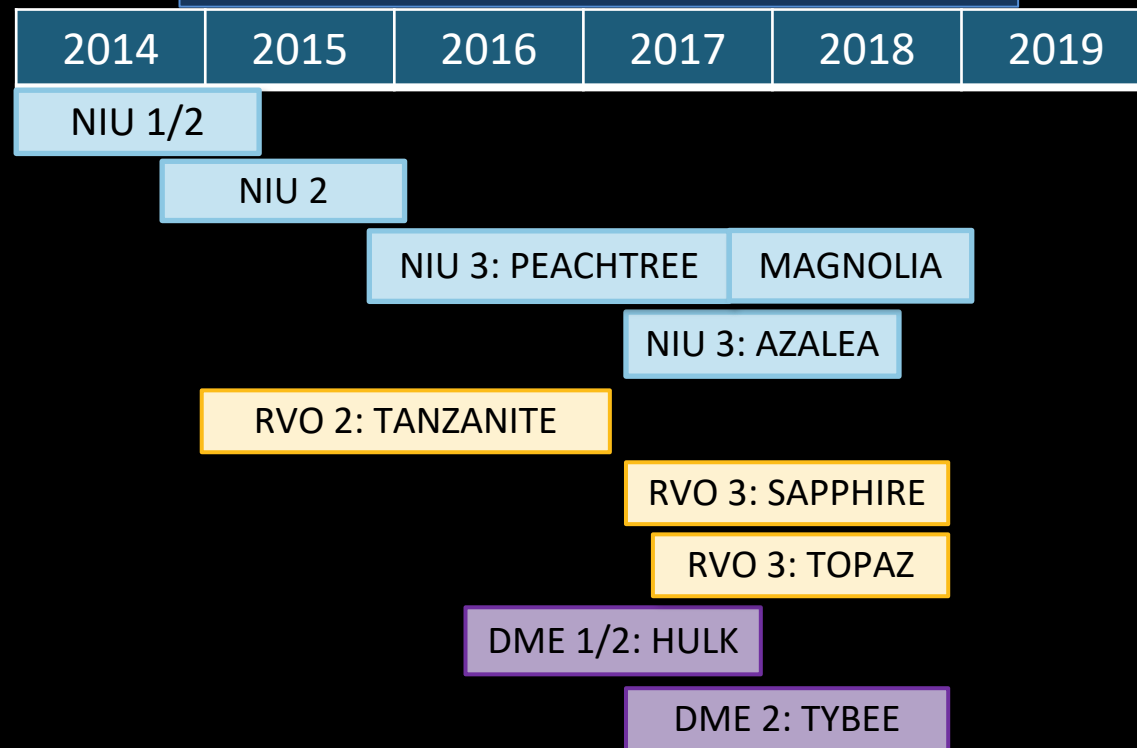 2014 2015 2016 2017 2018 2019
NIU 1/2
NIU 2
NIU 3: PEACHTREE MAGNOLIA
NIU 3: AZALEA
RVO 2: TANZANITE
RVO 3: SAPPHIRE
RVO 3: TOPAZ
DME 1/2: HULK
DME 2: TYBEE